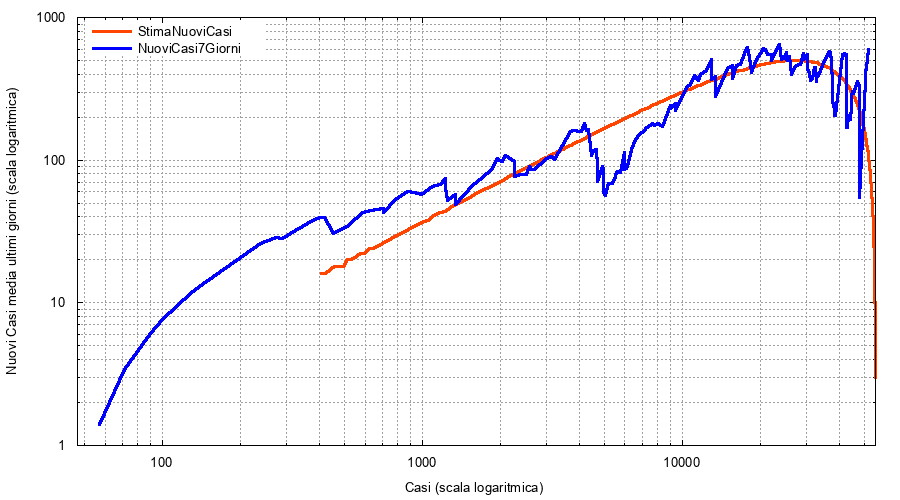 1000
StimaNuoviCasi
NuoviCasi7Giorni
100
10
1
Nuovi Casi media ultimi giorni (scala logaritmica)
100 1000 10000
Casi (scala logaritmica)